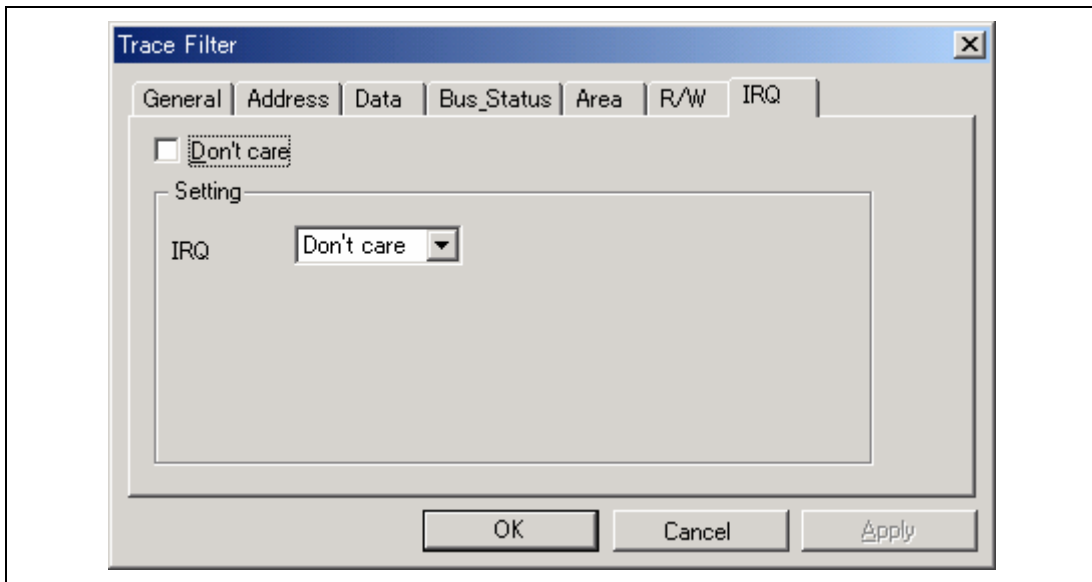 Trace Filter
General Address Data Bus_Status Area R/W IRQ
Don't care
Setting
IRQ Don't care
OK Cancel Apply